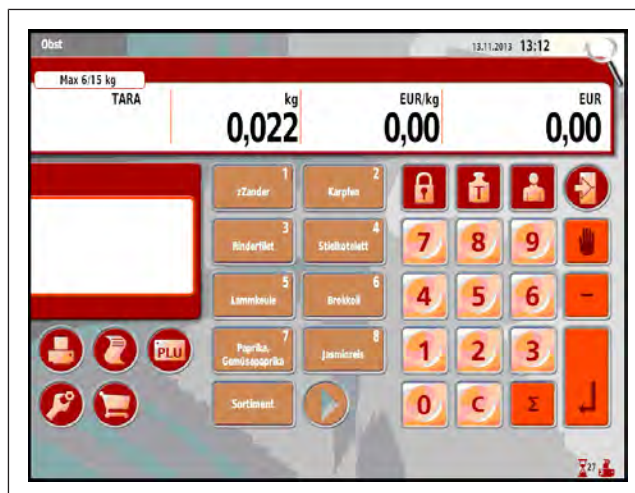 Obst
13.11.2013 13:12
Max 6/15 kg
TARA
kg
EUR/kg
EUR
0,022
0,00
0,00
1
zZander
2
Karpfen
3
Rinderfilet
4
Stielkotelett
7
8
9
5
Lammkeule
6
Brokkoli
4
5
6
-
PLU
7
Paprika,
Gemüsepaprika
8
Jasminreis
1
2
3
Sortiment
0
C
Σ
T
27